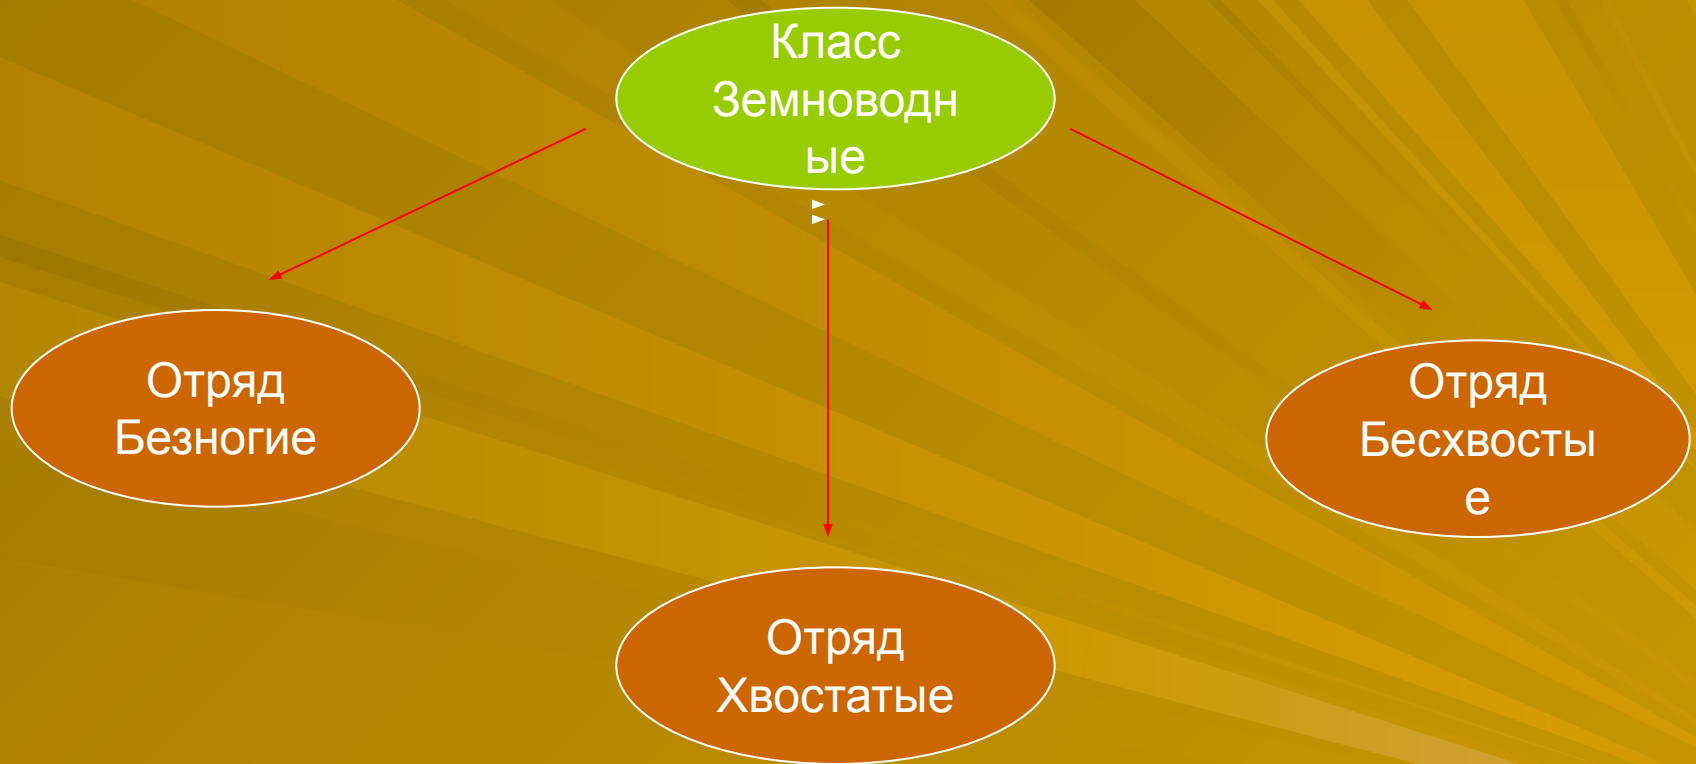 Класс
Земноводн
ые
Отряд
Безногие
Отряд
Бесхвосты
е
Отряд
Хвостатые